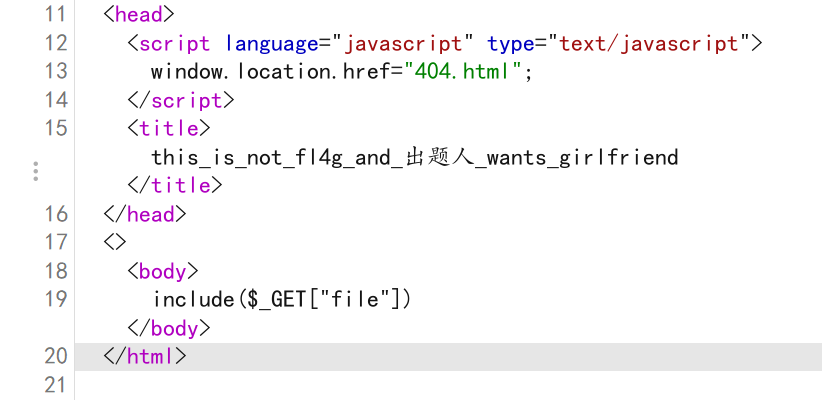 11 <head>
12 <script language="javascript" type="text/javascript">
13 window.location.href="404.html";
14 </script>
15 <title>
this_is_not_fl4g_and_出题人_wants_girlfriend
</title>
16 </head>
17 <>
18 <body>
19 include($_GET["file"])
</body>
20 </html>
21